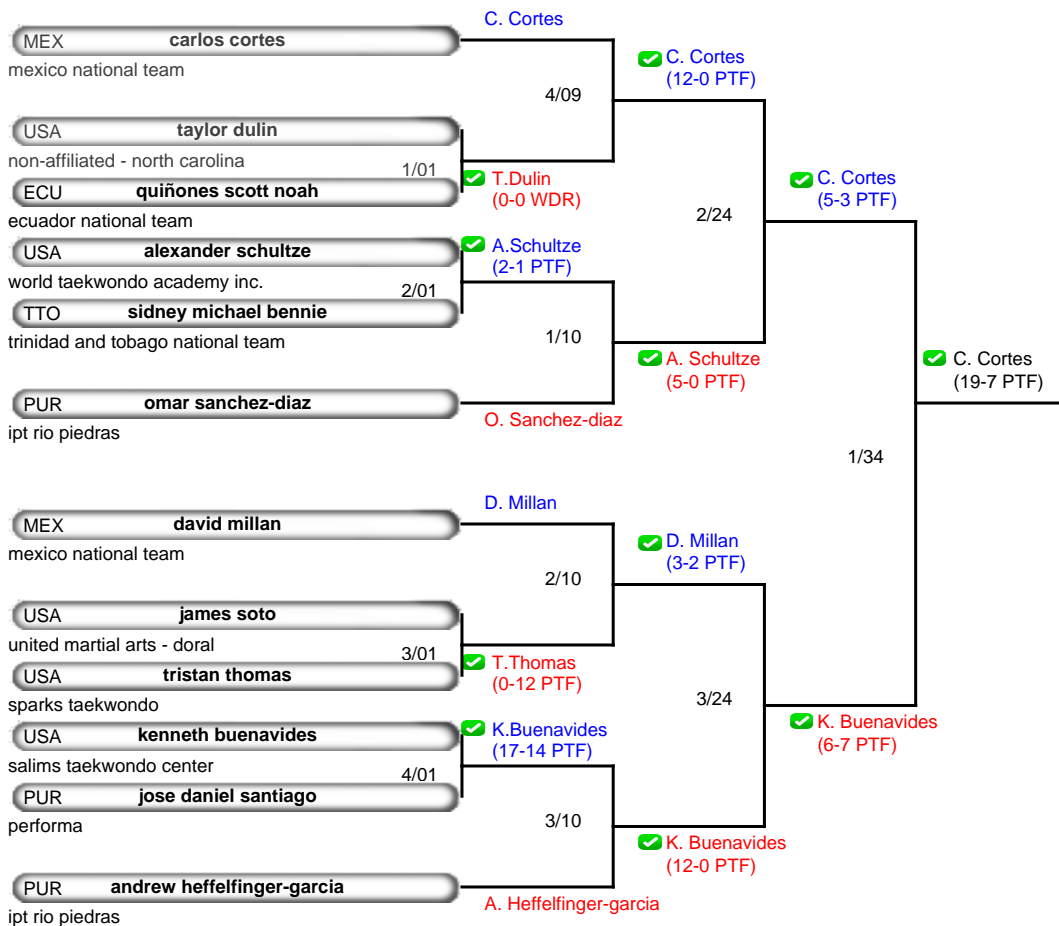 C. Cortes
MEX carlos cortes
mexico national team
C. Cortes
(12-0 PTF)
4/09
USA taylor dulin
non-affiliated - north carolina
1/01
T.Dulin
(0-0 WDR)
ECU quiñones scott noah
ecuador national team
C. Cortes
(5-3 PTF)
2/24
USA alexander schultze
world taekwondo academy inc.
A.Schultze
(2-1 PTF)
2/01
TTO sidney michael bennie
trinidad and tobago national team
1/10
A. Schultze
(5-0 PTF)
C. Cortes
(19-7 PTF)
PUR omar sanchez-diaz
ipt rio piedras
O. Sanchez-diaz
1/34
D. Millan
MEX david millan
mexico national team
D. Millan
(3-2 PTF)
2/10
USA james soto
united martial arts - doral
3/01
T.Thomas
(0-12 PTF)
USA tristan thomas
sparks taekwondo
3/24
K. Buenavides
(6-7 PTF)
USA kenneth buenavides
salims taekwondo center
K.Buenavides
(17-14 PTF)
4/01
PUR jose daniel santiago
performa
3/10
K. Buenavides
(12-0 PTF)
PUR andrew heffelfinger-garcia
ipt rio piedras
A. Heffelfinger-garcia